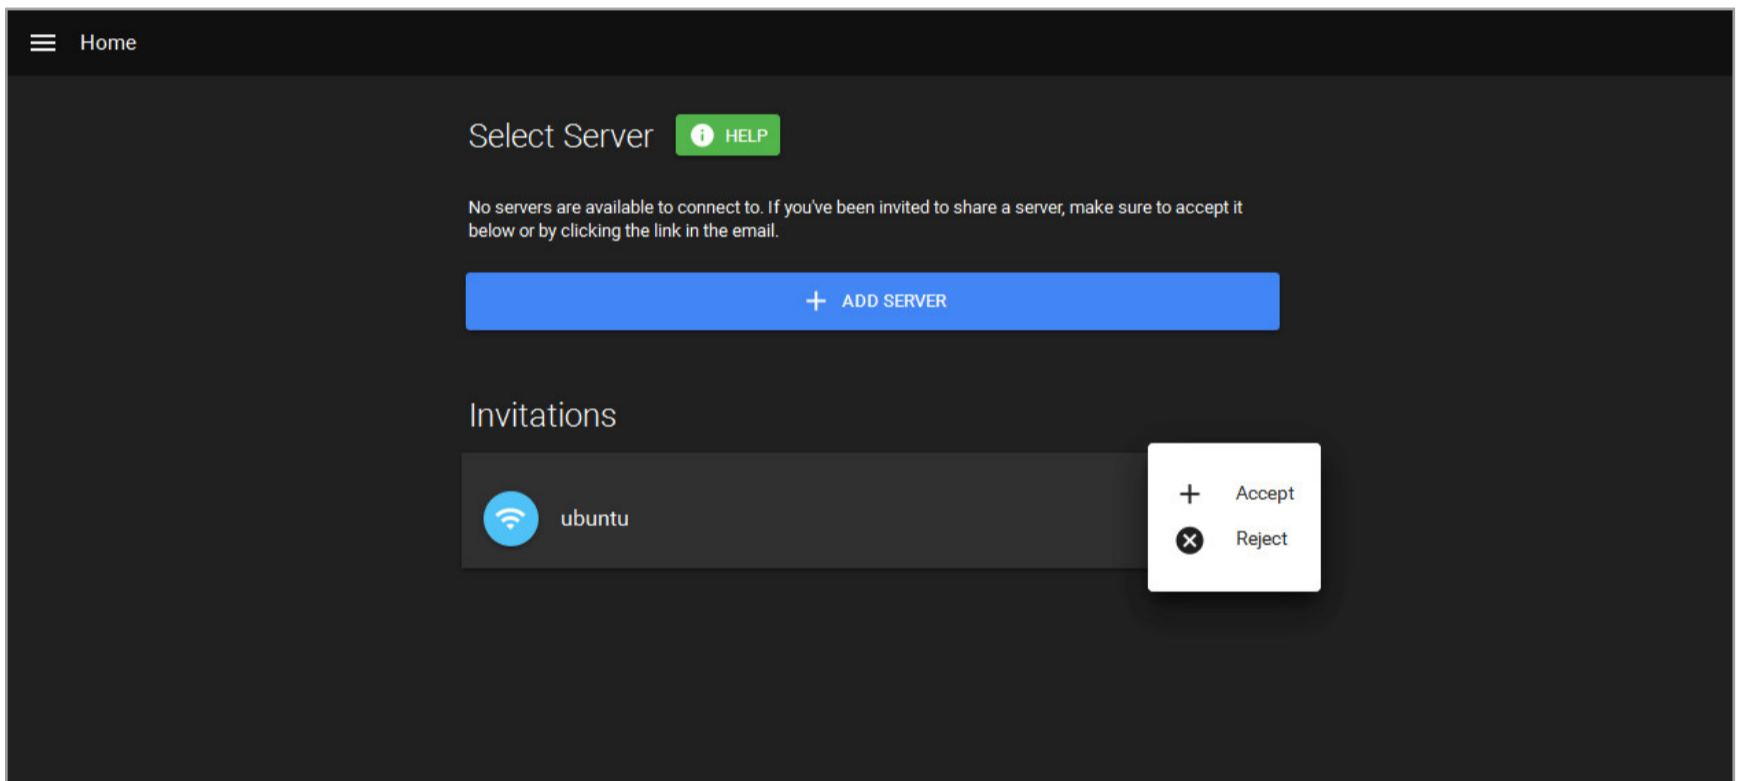 Home
Select Server
HELP
No servers are available to connect to. If you've been invited to share a server, make sure to accept it
below or by clicking the link in the email.
ADD SERVER
Invitations
ubuntu
Accept
Reject